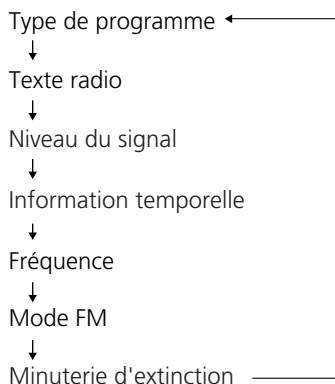 Type de programme
Texte radio
Niveau du signal
Information temporelle
Fréquence
Mode FM
Minuterie d'extinction